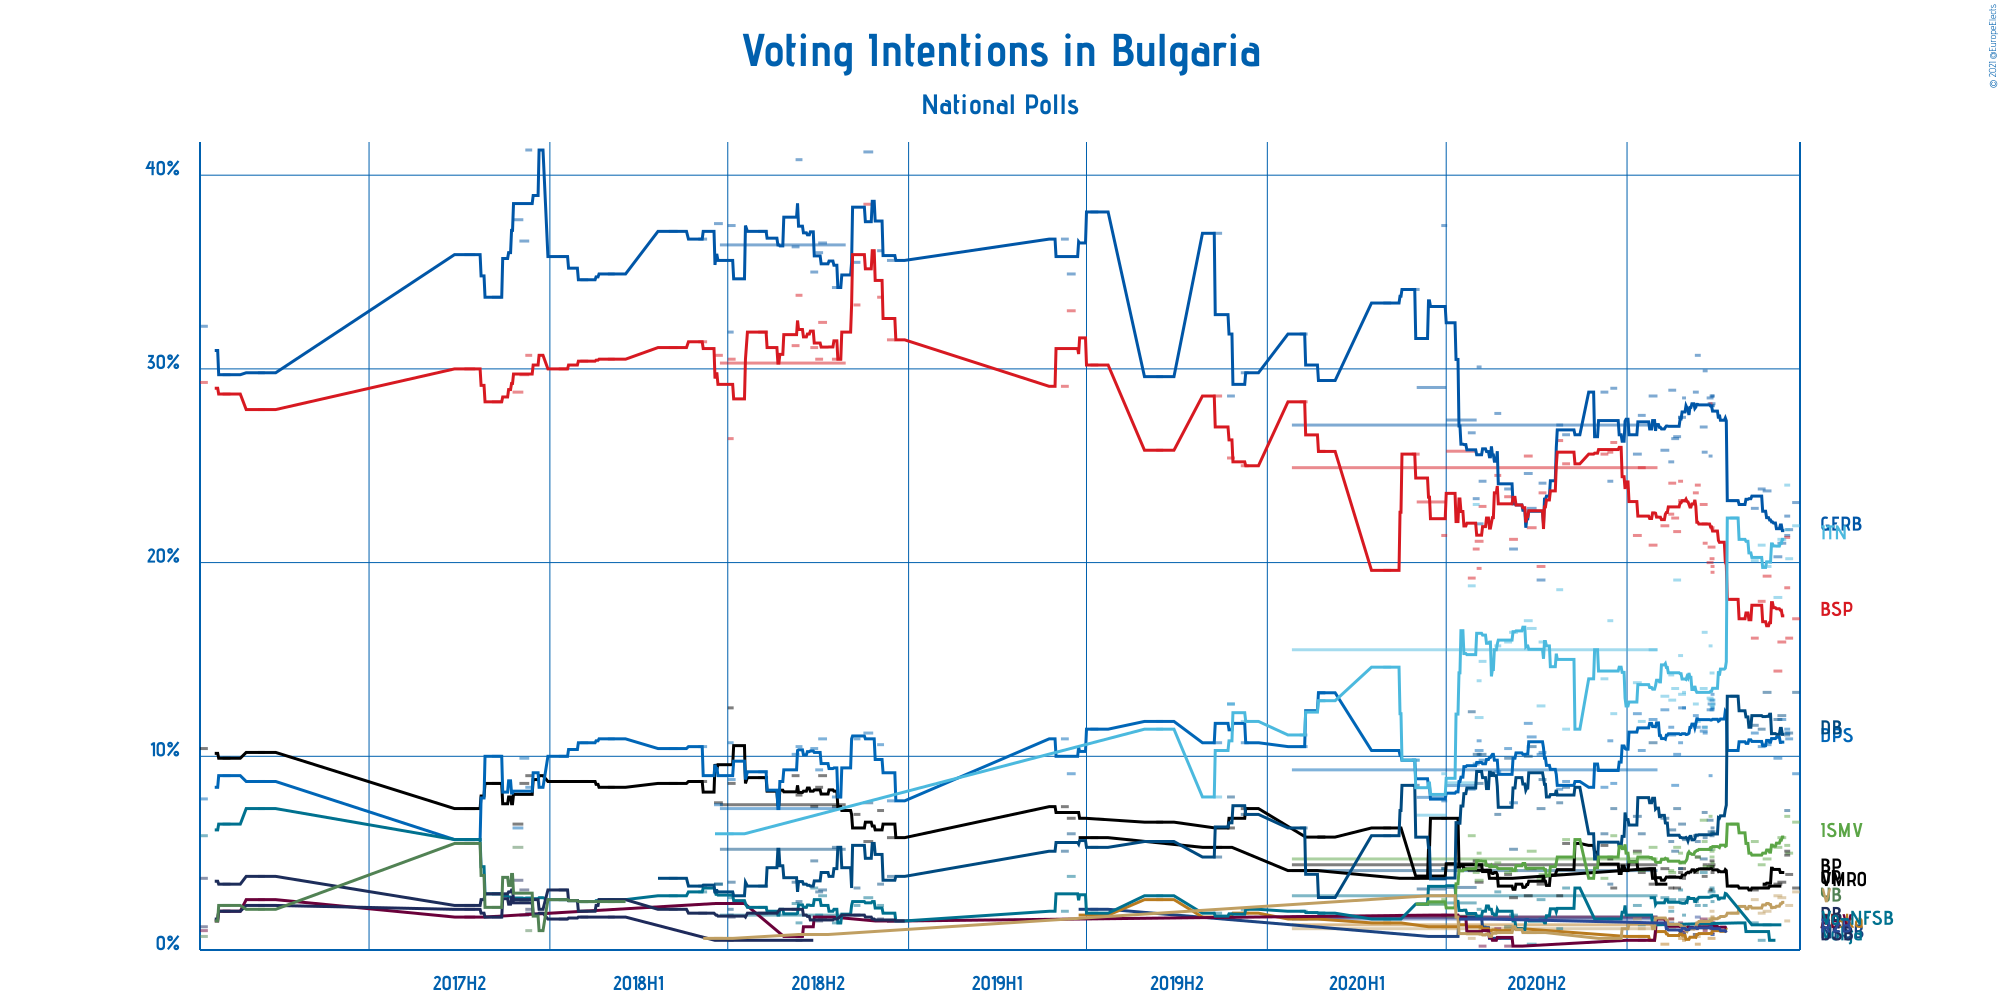 © 2021 @EuropeElects
Voting Intentions in Bulgaria
National Polls
40%
30%
20%
10%
0%
GERB
ITN
BSP
DB
DPS
ISMV
BP
VMRO
VB
NFSB
2017H2
2018H1
2018H2
2019H1
2019H2
2020H1
2020H2